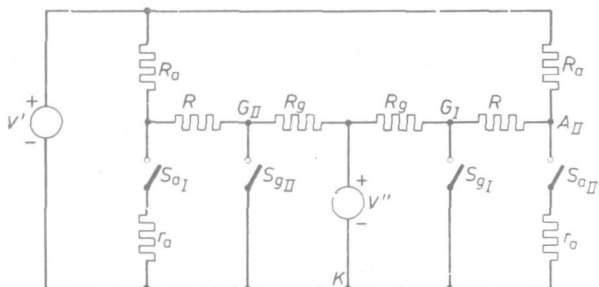 Ra
Ra
R
GII
Rg
Rg
GI
R
AII
+
V'
-
SaI
SgII
+
V''
-
SgI
SaII
ra
ra
K